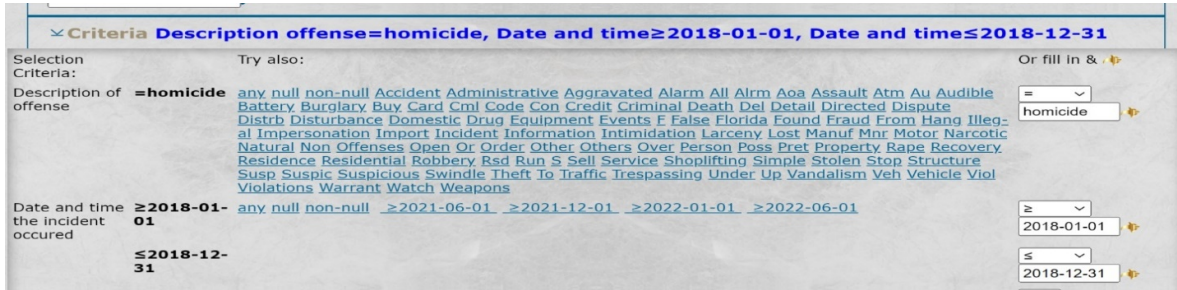 Criteria Description offense=homicide, Date and time≥2018-01-01, Date and time≤2018-12-31
Selection Criteria: Try also: Or fill in &
Description of offense =homicide any null non-null Accident Administrative Aggravated Alarm All Alrm Aoa Assault Atm Au Audible = homicide
Battery Burglary Buy Card Cml Code Con Credit Criminal Death Del Detail Directed Dispute
Distrb Disturbance Domestic Drug Equipment Events F False Florida Found Fraud From Hang Illeg-
al Impersonation Import Incident Information Intimidation Larceny Lost Manuf Mnr Motor Narcotic
Natural Non Offenses Open Or Order Other Others Over Person Poss Pret Property Rape Recovery
Residence Residential Robbery Rsd Run S Sell Service Shoplifting Simple Stolen Stop Structure
Susp Suspic Suspicious Swindle Theft To Traffic Trespassing Under Up Vandalism Veh Vehicle Viol
Violations Warrant Watch Weapons
Date and time the incident occured ≥2018-01-01 any null non-null ≥2021-06-01 ≥2021-12-01 ≥2022-01-01 ≥2022-06-01 ≥ 2018-01-01
≤2018-12-31 ≤ 2018-12-31